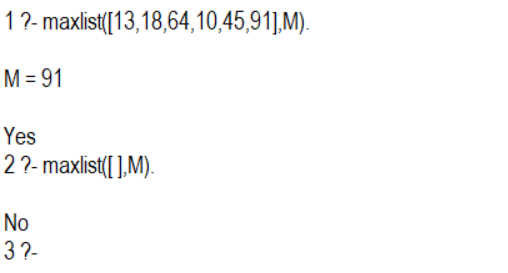 1 ?- maxlist([13,18,64,10,45,91],M).
M = 91
Yes
2 ?- maxlist([ ],M).
No
3 ?-